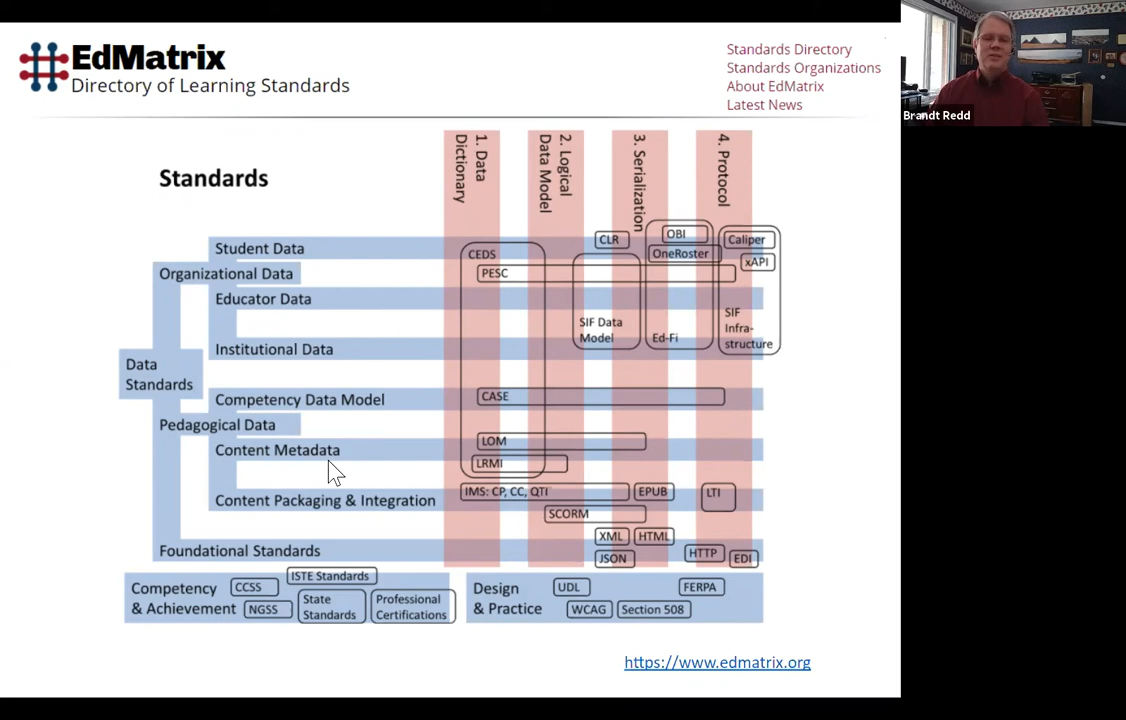 EdMatrix
Directory of Learning Standards
Standards Directory
Standards Organizations
About EdMatrix
Latest News
Brandt Redd
Standards
1. Data
Dictionary
2. Logical
Data Model
3. Serialization
4. Protocol
Student Data
Organizational Data
Educator Data
Institutional Data
Data
Standards
Competency Data Model
Pedagogical Data
Content Metadata
Content Packaging & Integration
Foundational Standards
CLR
OBI
Caliper
CEDS
OneRoster
xAPI
PESC
SIF Data
Model
Ed-Fi
SIF
Infra-
structure
CASE
LOM
LRMI
IMS: CP, CC, QTI
EPUB
LTI
SCORM
XML
HTML
JSON
HTTP
EDI
Competency
& Achievement
CCSS
ISTE Standards
NGSS
State
Standards
Professional
Certifications
Design
& Practice
UDL
FERPA
WCAG
Section 508
https://www.edmatrix.org